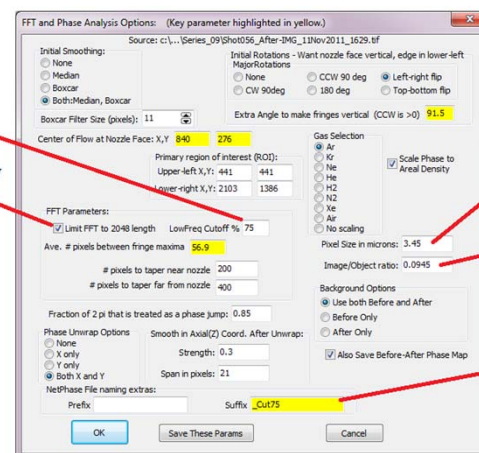 FFT and Phase Analysis Options: (Key parameter highlighted in yellow.)
Source: c:\...\Series_09\Shot056_After-IMG_11Nov2011_1629.tif
Initial Smoothing:
None
Median
Boxcar
Both:Median, Boxcar
Boxcar Filter Size (pixels): 11
Initial Rotations - Want nozzle face vertical, edge in lower-left
MajorRotations
None
CCW 90 deg
Left-right flip
CW 90deg
180 deg
Top-bottom flip
Extra Angle to make fringes vertical (CCW is >0) 91.5
Center of Flow at Nozzle Face: X,Y 840 276
Primary region of interest (ROI):
Upper-left X,Y: 441 441
Lower-right X,Y: 2103 1386
Gas Selection
Ar
Kr
Ne
He
H2
N2
Xe
Air
No scaling
Scale Phase to
Areal Density
FFT Parameters:
Limit FFT to 2048 length LowFreq Cutoff % 75
Ave. # pixels between fringe maxima 56.9
# pixels to taper near nozzle 200
# pixels to taper far from nozzle 400
Pixel Size in microns: 3.45
Image/Object ratio: 0.0945
Background Options
Use both Before and After
Before Only
After Only
Fraction of 2 pi that is treated as a phase jump: 0.85
Phase Unwrap Options
None
X only
Y only
Both X and Y
Smooth in Axial(Z) Coord. After Unwrap:
Strength: 0.3
Span in pixels: 21
Also Save Before-After Phase Map
NetPhase File naming extras:
Prefix
Suffix _Cut75
OK
Save These Params
Cancel